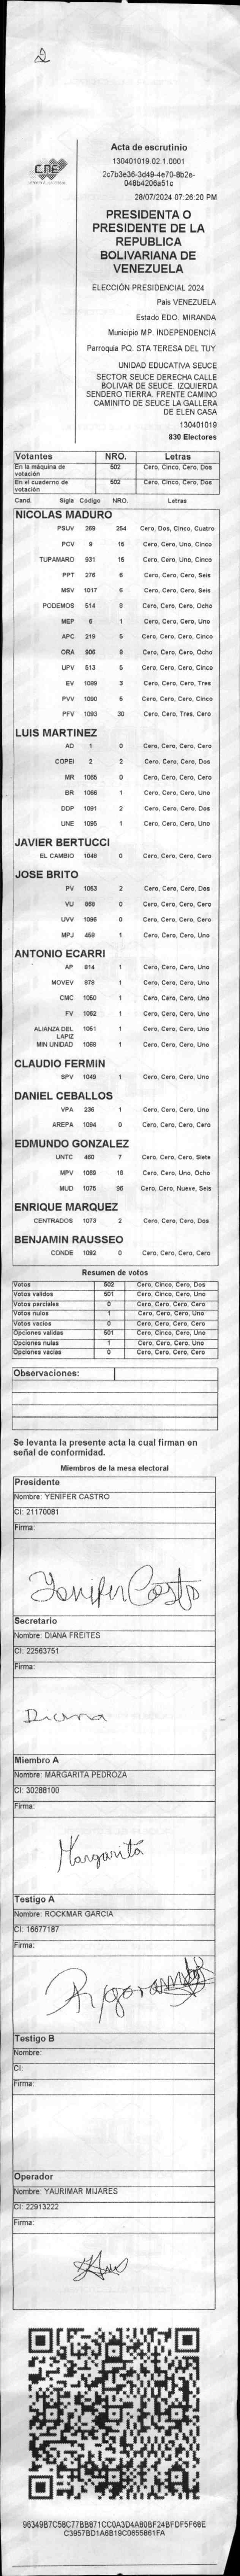 CNE
Acta de escrutinio
130401019.02.1.0001
2c7b3e36-3d49-4e70-8b2e-
048b4206a51c
28/07/2024 07:26:20 PM
PRESIDENTA O
PRESIDENTE DE LA
REPUBLICA
BOLIVARIANA DE
VENEZUELA
ELECCIÓN PRESIDENCIAL 2024
Pais VENEZUELA
Estado EDO. MIRANDA
Municipio MP. INDEPENDENCIA
Parroquia PQ. STA TERESA DEL TUY
UNIDAD EDUCATIVA SEUCE
SECTOR SEUCE DERECHA CALLE
BOLIVAR DE SEUCE. IZQUIERDA
SENDERO TIERRA. FRENTE CAMINO
CAMINITO DE SEUCE LA GALLERA
DE ELEN CASA
130401019
830 Electores
Votantes NRO. Letras
En la máquina de votación 502 Cero, Cinco, Cero, Dos
En el cuaderno de votación 502 Cero, Cinco, Cero, Dos
Cand. Sigla Código NRO. Letras
NICOLAS MADURO
PSUV 269 254 Cero, Dos, Cinco, Cuatro
PCV 9 15 Cero, Cero, Uno, Cinco
TUPAMARO 931 15 Cero, Cero, Uno, Cinco
PPT 276 6 Cero, Cero, Cero, Seis
MSV 1017 6 Cero, Cero, Cero, Seis
PODEMOS 514 8 Cero, Cero, Cero, Ocho
MEP 6 1 Cero, Cero, Cero, Uno
APC 219 5 Cero, Cero, Cero, Cinco
ORA 906 8 Cero, Cero, Cero, Ocho
UPV 513 5 Cero, Cero, Cero, Cinco
EV 1089 3 Cero, Cero, Cero, Tres
PVV 1090 5 Cero, Cero, Cero, Cinco
PFV 1093 30 Cero, Cero, Tres, Cero
LUIS MARTINEZ
AD 1 0 Cero, Cero, Cero, Cero
COPEI 2 2 Cero, Cero, Cero, Dos
MR 1065 0 Cero, Cero, Cero, Cero
BR 1066 1 Cero, Cero, Cero, Uno
DDP 1091 2 Cero, Cero, Cero, Dos
UNE 1095 1 Cero, Cero, Cero, Uno
JAVIER BERTUCCI
EL CAMBIO 1048 0 Cero, Cero, Cero, Cero
JOSE BRITO
PV 1053 2 Cero, Cero, Cero, Dos
VU 868 0 Cero, Cero, Cero, Cero
UVV 1096 0 Cero, Cero, Cero, Cero
MPJ 459 1 Cero, Cero, Cero, Uno
ANTONIO ECARRI
AP 814 1 Cero, Cero, Cero, Uno
MOVEV 878 1 Cero, Cero, Cero, Uno
CMC 1050 1 Cero, Cero, Cero, Uno
FV 1052 1 Cero, Cero, Cero, Uno
ALIANZA DEL LAPIZ 1051 1 Cero, Cero, Cero, Uno
MIN UNIDAD 1068 1 Cero, Cero, Cero, Uno
CLAUDIO FERMIN
SPV 1049 1 Cero, Cero, Cero, Uno
DANIEL CEBALLOS
VPA 236 1 Cero, Cero, Cero, Uno
AREPA 1094 0 Cero, Cero, Cero, Cero
EDMUNDO GONZALEZ
UNTC 460 7 Cero, Cero, Cero, Siete
MPV 1069 18 Cero, Cero, Uno, Ocho
MUD 1075 96 Cero, Cero, Nueve, Seis
ENRIQUE MARQUEZ
CENTRADOS 1073 2 Cero, Cero, Cero, Dos
BENJAMIN RAUSSEO
CONDE 1092 0 Cero, Cero, Cero, Cero
Resumen de votos
Votos 502 Cero, Cinco, Cero, Dos
Votos validos 501 Cero, Cinco, Cero, Uno
Votos parciales 0 Cero, Cero, Cero, Cero
Votos nulos 1 Cero, Cero, Cero, Uno
Votos vacios 0 Cero, Cero, Cero, Cero
Opciones validas 501 Cero, Cinco, Cero, Uno
Opciones nulas 1 Cero, Cero, Cero, Uno
Opciones vacias 0 Cero, Cero, Cero, Cero
Observaciones:
Se levanta la presente acta la cual firman en
señal de conformidad.
Miembros de la mesa electoral
Presidente
Nombre: YENIFER CASTRO
CI: 21170081
Firma:
Yenifer Castro
Secretario
Nombre: DIANA FREITES
CI: 22563751
Firma:
Diana
Miembro A
Nombre: MARGARITA PEDROZA
CI: 30288100
Firma:
Margarita
Testigo A
Nombre: ROCKMAR GARCIA
CI: 16677187
Firma:
Testigo B
Nombre:
CI:
Firma:
Operador
Nombre: YAURIMAR MIJARES
CI: 22913222
Firma:
96349B7C58C77BB871CC0A3D4A80BF24BFDF5F68E
C3957BD1A6B19C0655861FA